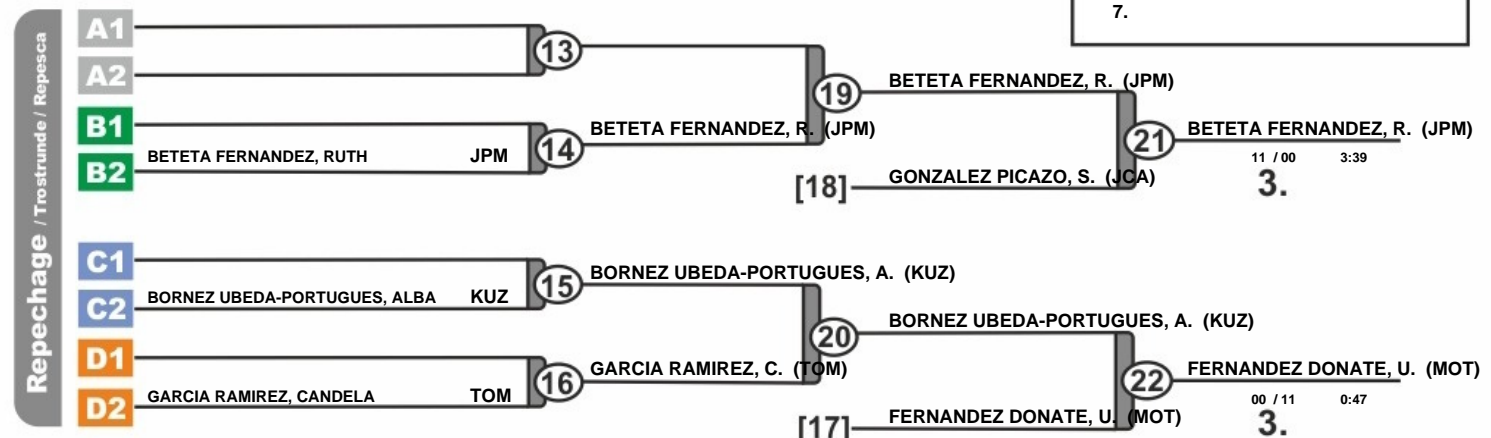 7.
Repechage / Trostrunde / Repesca
A1
13
A2
19
BETETA FERNANDEZ, R. (JPM)
B1
BETETA FERNANDEZ, R. (JPM)
21
BETETA FERNANDEZ, R. (JPM)
BETETA FERNANDEZ, RUTH JPM
14
11 / 00 3:39
B2
[18]
GONZALEZ PICAZO, S. (JCA)
3.
C1
BORNEZ UBEDA-PORTUGUES, A. (KUZ)
15
BORNEZ UBEDA-PORTUGUES, ALBA KUZ
C2
BORNEZ UBEDA-PORTUGUES, A. (KUZ)
20
D1
GARCIA RAMIREZ, C. (TOM)
22
FERNANDEZ DONATE, U. (MOT)
16
GARCIA RAMIREZ, CANDELA TOM
00 / 11 0:47
D2
[17]
FERNANDEZ DONATE, U. (MOT)
3.